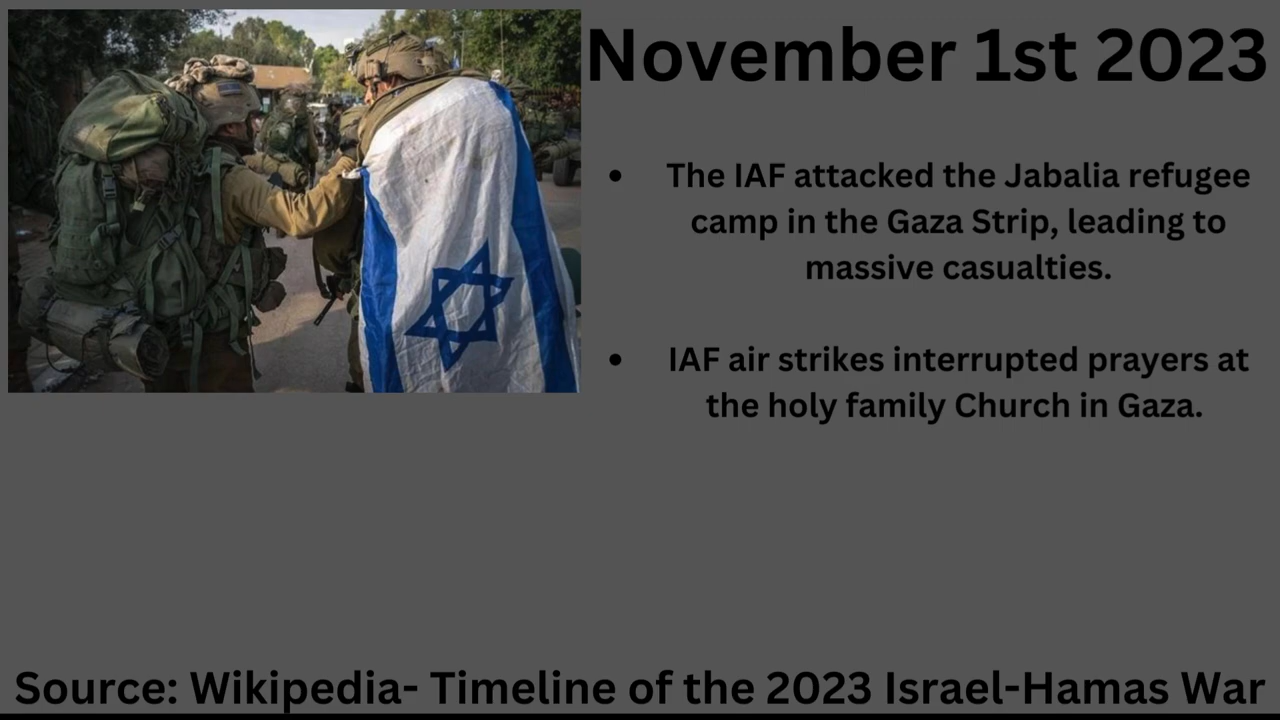 November 1st 2023
• The IAF attacked the Jabalia refugee
camp in the Gaza Strip, leading to
massive casualties.
• IAF air strikes interrupted prayers at
the holy family Church in Gaza.
Source: Wikipedia- Timeline of the 2023 Israel-Hamas War